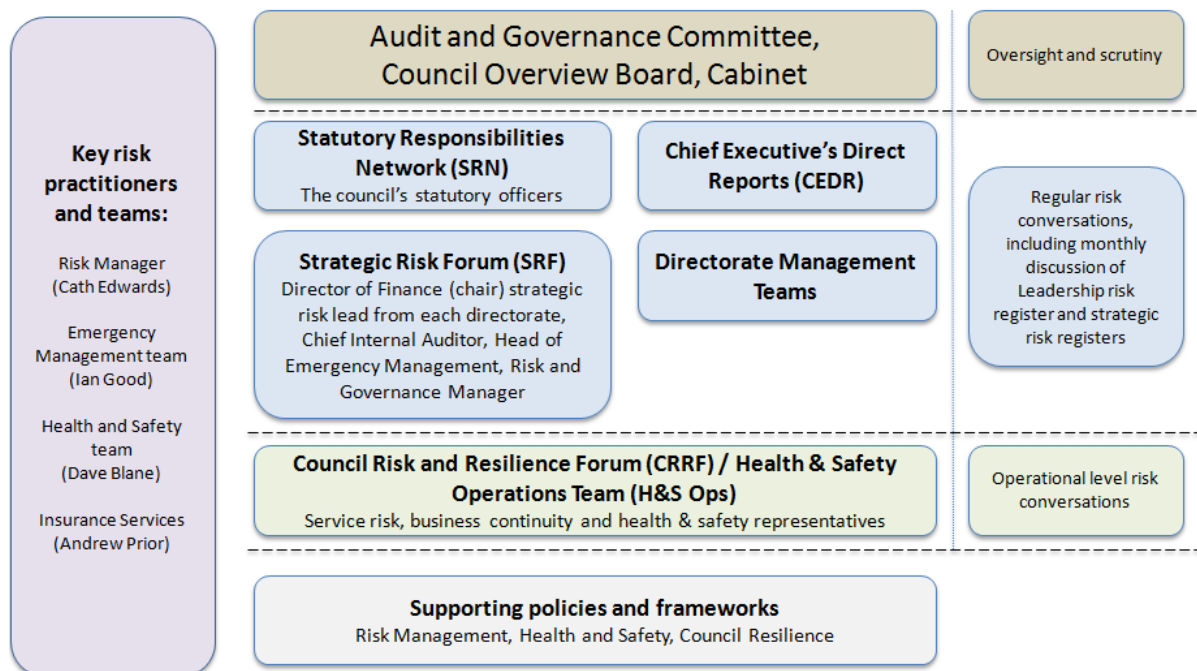 Key risk
practitioners
and teams:
Risk Manager
(Cath Edwards)
Emergency
Management team
(Ian Good)
Health and Safety
team
(Dave Blane)
Insurance Services
(Andrew Prior)
Audit and Governance Committee,
Council Overview Board, Cabinet
Oversight and scrutiny
Statutory Responsibilities
Network (SRN)
The council's statutory officers
Chief Executive's Direct
Reports (CEDR)
Strategic Risk Forum (SRF)
Director of Finance (chair) strategic
risk lead from each directorate,
Chief Internal Auditor, Head of
Emergency Management, Risk and
Governance Manager
Directorate Management
Teams
Regular risk
conversations,
including monthly
discussion of
Leadership risk
register and strategic
risk registers
Council Risk and Resilience Forum (CRRF) / Health & Safety
Operations Team (H&S Ops)
Service risk, business continuity and health & safety representatives
Operational level risk
conversations
Supporting policies and frameworks
Risk Management, Health and Safety, Council Resilience